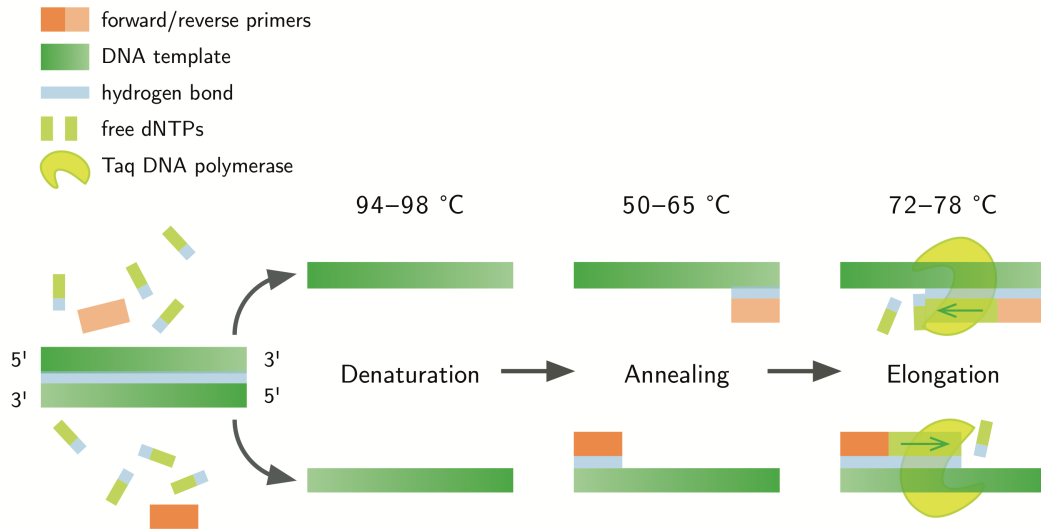 forward/reverse primers
DNA template
hydrogen bond
free dNTPs
Taq DNA polymerase
94–98 °C
50–65 °C
72–78 °C
5' 3'
3' 5'
Denaturation
Annealing
Elongation